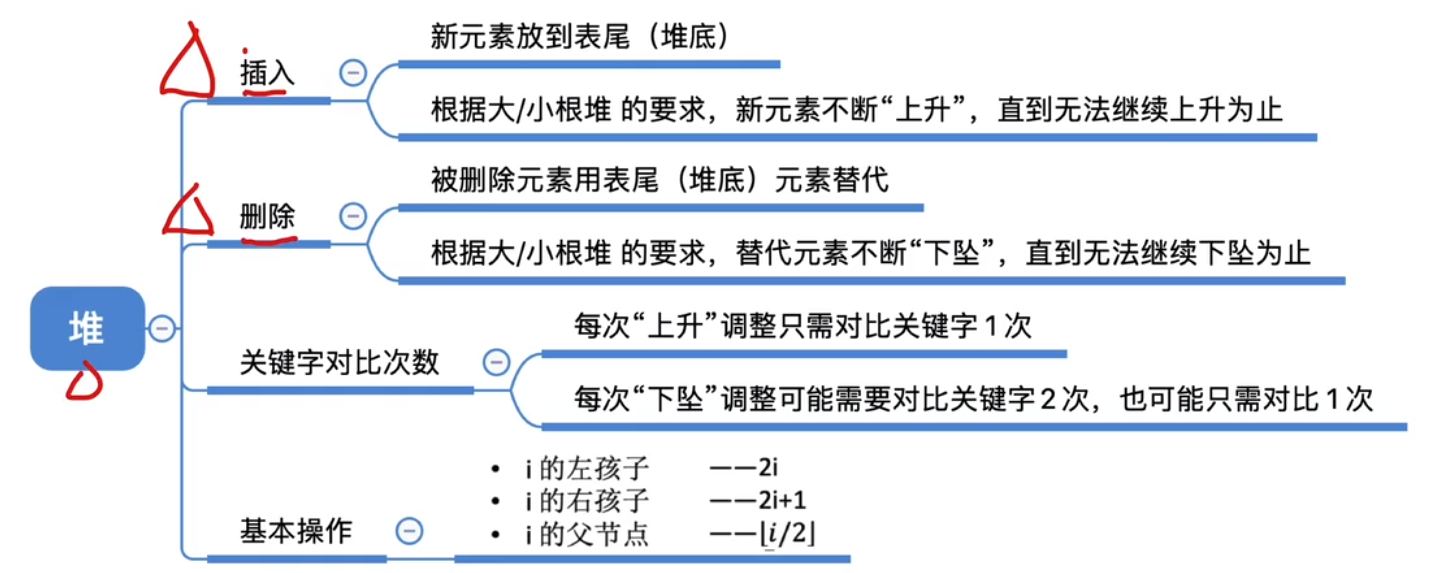 插入
新元素放到表尾（堆底）
根据大/小根堆 的要求，新元素不断“上升”，直到无法继续上升为止
删除
被删除元素用表尾（堆底）元素替代
根据大/小根堆 的要求，替代元素不断“下坠”，直到无法继续下坠为止
堆
关键字对比次数
每次“上升”调整只需对比关键字1次
每次“下坠”调整可能需要对比关键字2次，也可能只需对比1次
基本操作
• i 的左孩子 ——2i
• i 的右孩子 ——2i+1
• i 的父节点 ——⌊i/2⌋